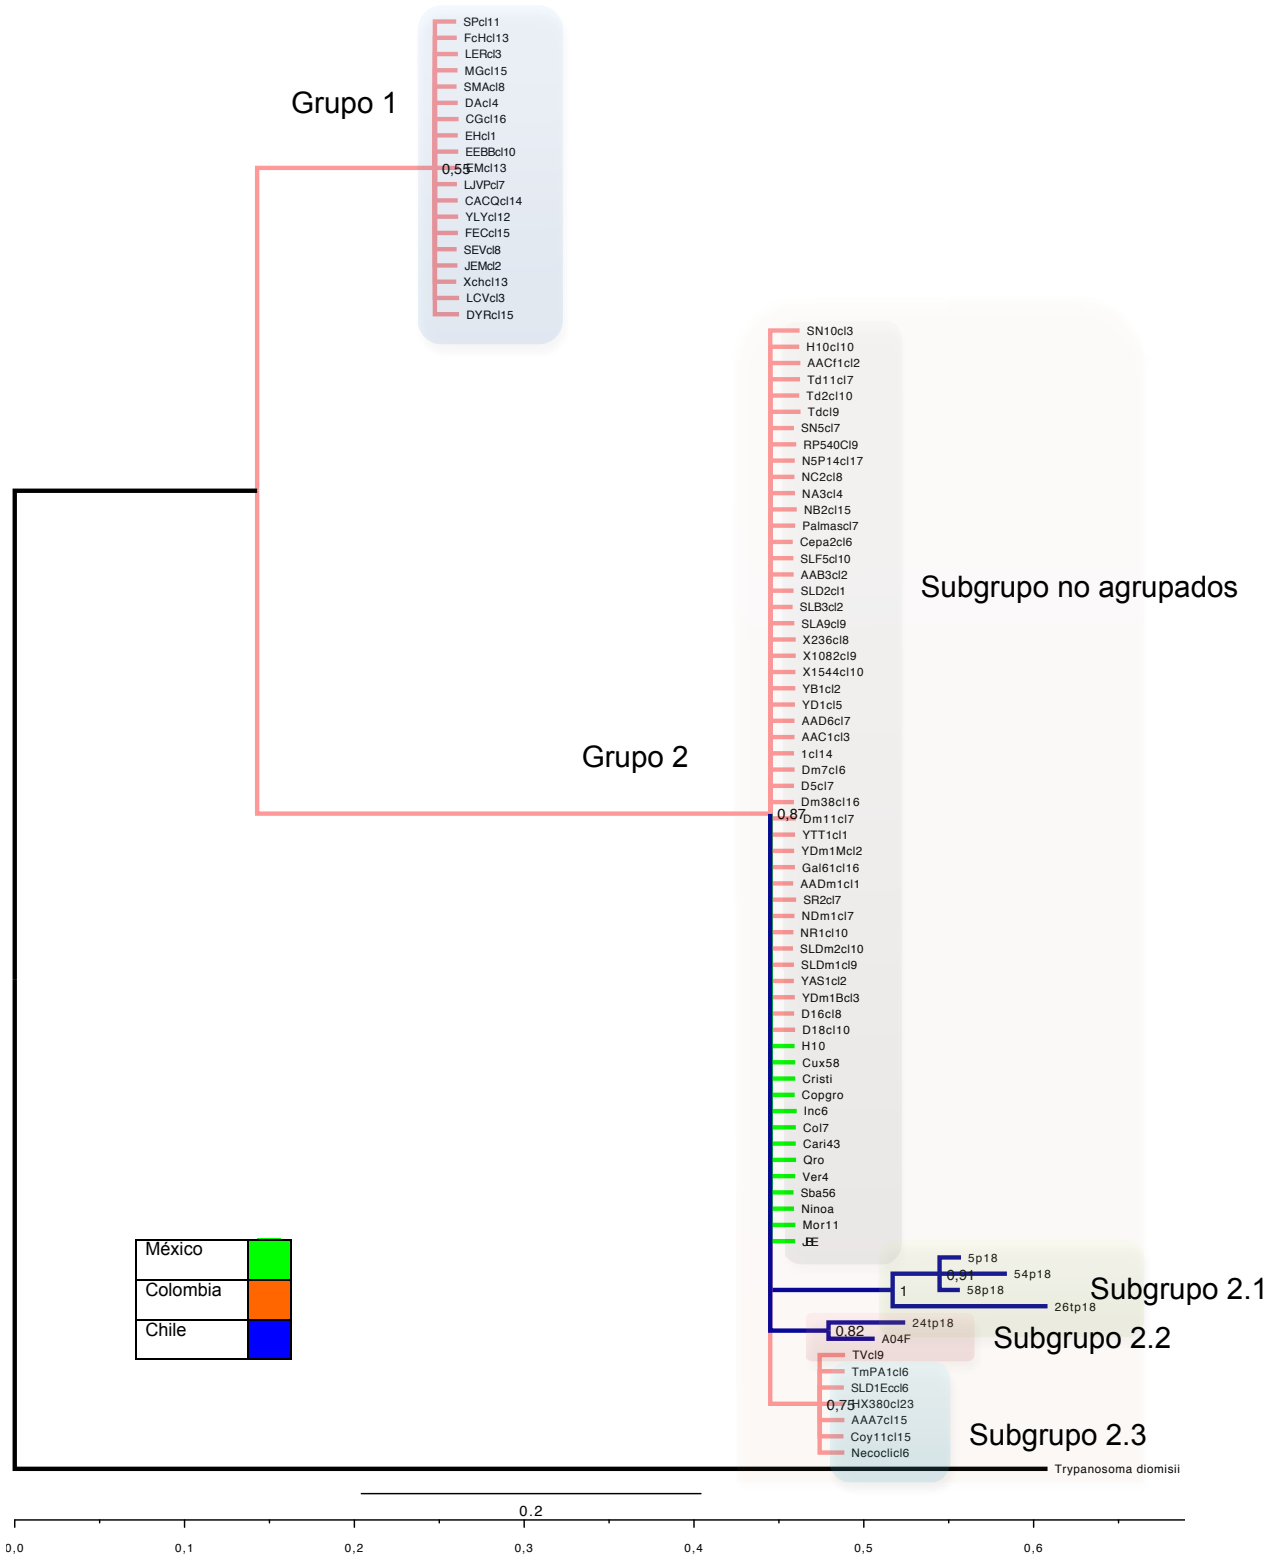 SPcl11
FcHcl13
LERcl3
MGcl15
SMAcl8
Grupo 1
DAcl4
CGcl16
EHcl1
EEBBcl10
0,55
EMcl13
LJVPcl7
CACQcl14
YLYcl12
FECcl15
SEVcl8
JEMcl2
Xchcl13
LCVcl3
DYRcl15
SN10cl3
H10cl10
AACf1cl2
Td11cl7
Td2cl10
Tdcl9
SN5cl7
RP540Cl9
N5P14cl17
NC2cl8
NA3cl4
NB2cl15
Palmascl7
Cepa2cl6
SLF5cl10
AAB3cl2
Subgrupo no agrupados
SLD2cl1
SLB3cl2
SLA9cl9
X236cl8
X1082cl9
X1544cl10
YB1cl2
YD1cl5
AAD6cl7
AAC1cl3
Grupo 2
1cl14
Dm7cl6
D5cl7
Dm38cl16
0,87
Dm11cl7
YTT1cl1
YDm1Mcl2
Gal61cl16
AADm1cl1
SR2cl7
NDm1cl7
NR1cl10
SLDm2cl10
SLDm1cl9
YAS1cl2
YDm1Bcl3
D16cl8
D18cl10
H10
Cux58
Cristi
Copgro
Inc6
Col7
Cari43
Qro
Ver4
Sba56
Ninoa
Mor11
México
Colombia
Chile
5p18
0,91
54p18
1
58p18
Subgrupo 2.1
26tp18
24tp18
0,82
A04F
Subgrupo 2.2
TVcl9
TmPA1cl6
SLD1Eccl6
0,75
HX380cl23
AAA7cl15
Coy11cl15
Subgrupo 2.3
Necoclicl6
Trypanosoma diomisii
0.2
0,0 0,1 0,2 0,3 0,4 0,5 0,6